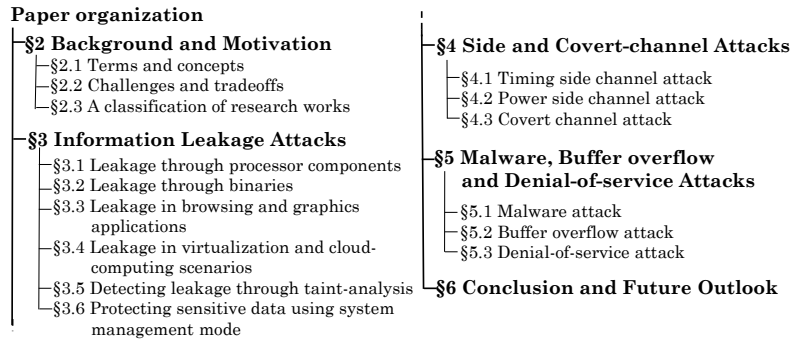 Paper organization
§2 Background and Motivation
§2.1 Terms and concepts
§2.2 Challenges and tradeoffs
§2.3 A classification of research works
§3 Information Leakage Attacks
§3.1 Leakage through processor components
§3.2 Leakage through binaries
§3.3 Leakage in browsing and graphics
applications
§3.4 Leakage in virtualization and cloud-
computing scenarios
§3.5 Detecting leakage through taint-analysis
§3.6 Protecting sensitive data using system
management mode
§4 Side and Covert-channel Attacks
§4.1 Timing side channel attack
§4.2 Power side channel attack
§4.3 Covert channel attack
§5 Malware, Buffer overflow
and Denial-of-service Attacks
§5.1 Malware attack
§5.2 Buffer overflow attack
§5.3 Denial-of-service attack
§6 Conclusion and Future Outlook